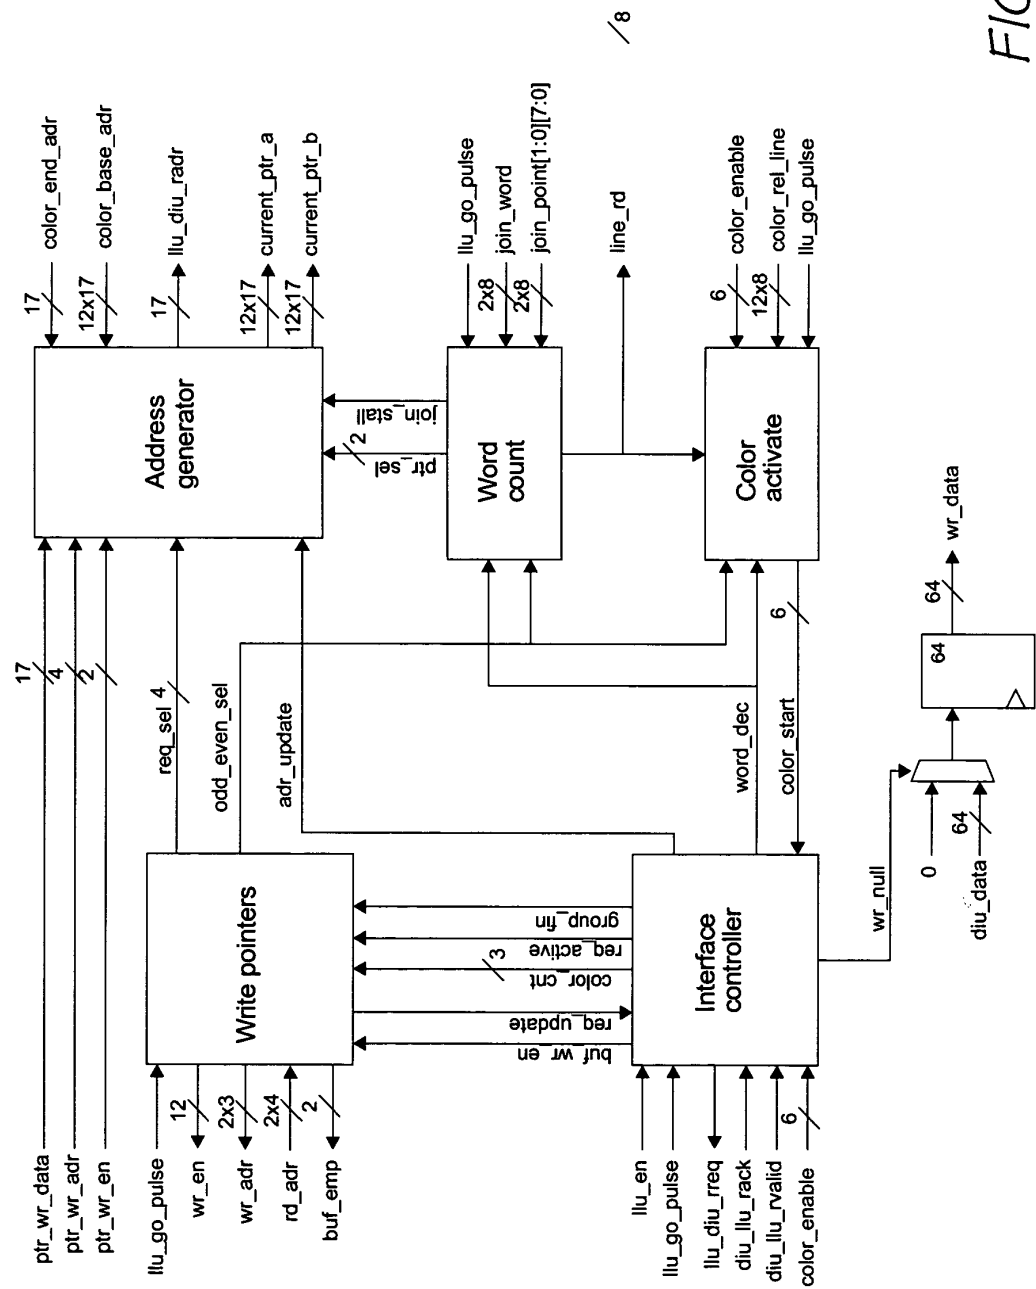 ptr_wr_data
ptr_wr_adr
ptr_wr_en
17
4
2
17
color_end_adr
12x17
color_base_adr
17
llu_diu_radr
12x17
current_ptr_a
12x17
current_ptr_b
Address
generator
req_sel
4
odd_even_sel
adr_update
llu_go_pulse
12
wr_en
2x3
wr_adr
2x4
rd_adr
2
buf_emp
Write pointers
ptr_sel
2
join_stall
Word
count
llu_go_pulse
2x8
join_word
2x8
join_point[1:0][7:0]
line_rd
8
buf_wr_en
req_update
color_cnt
3
req_active
group_fin
llu_en
llu_go_pulse
llu_diu_rreq
diu_llu_rack
diu_llu_rvalid
6
color_enable
Interface
controller
word_dec
color_start
6
Color
activate
6
color_enable
12x8
color_rel_line
llu_go_pulse
wr_null
0
64
diu_data
64
64
wr_data